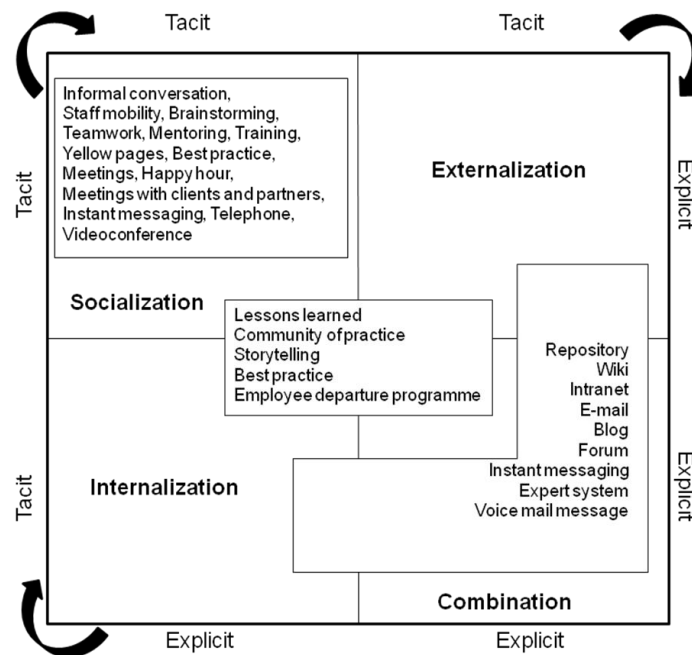 Tacit
Tacit
Informal conversation,
Staff mobility, Brainstorming,
Teamwork, Mentoring, Training,
Yellow pages, Best practice,
Meetings, Happy hour,
Meetings with clients and partners,
Instant messaging, Telephone,
Videoconference
Tacit
Externalization
Explicit
Socialization
Lessons learned
Community of practice
Storytelling
Best practice
Employee departure programme
Repository
Wiki
Intranet
E-mail
Blog
Forum
Instant messaging
Expert system
Voice mail message
Tacit
Internalization
Explicit
Combination
Explicit
Explicit